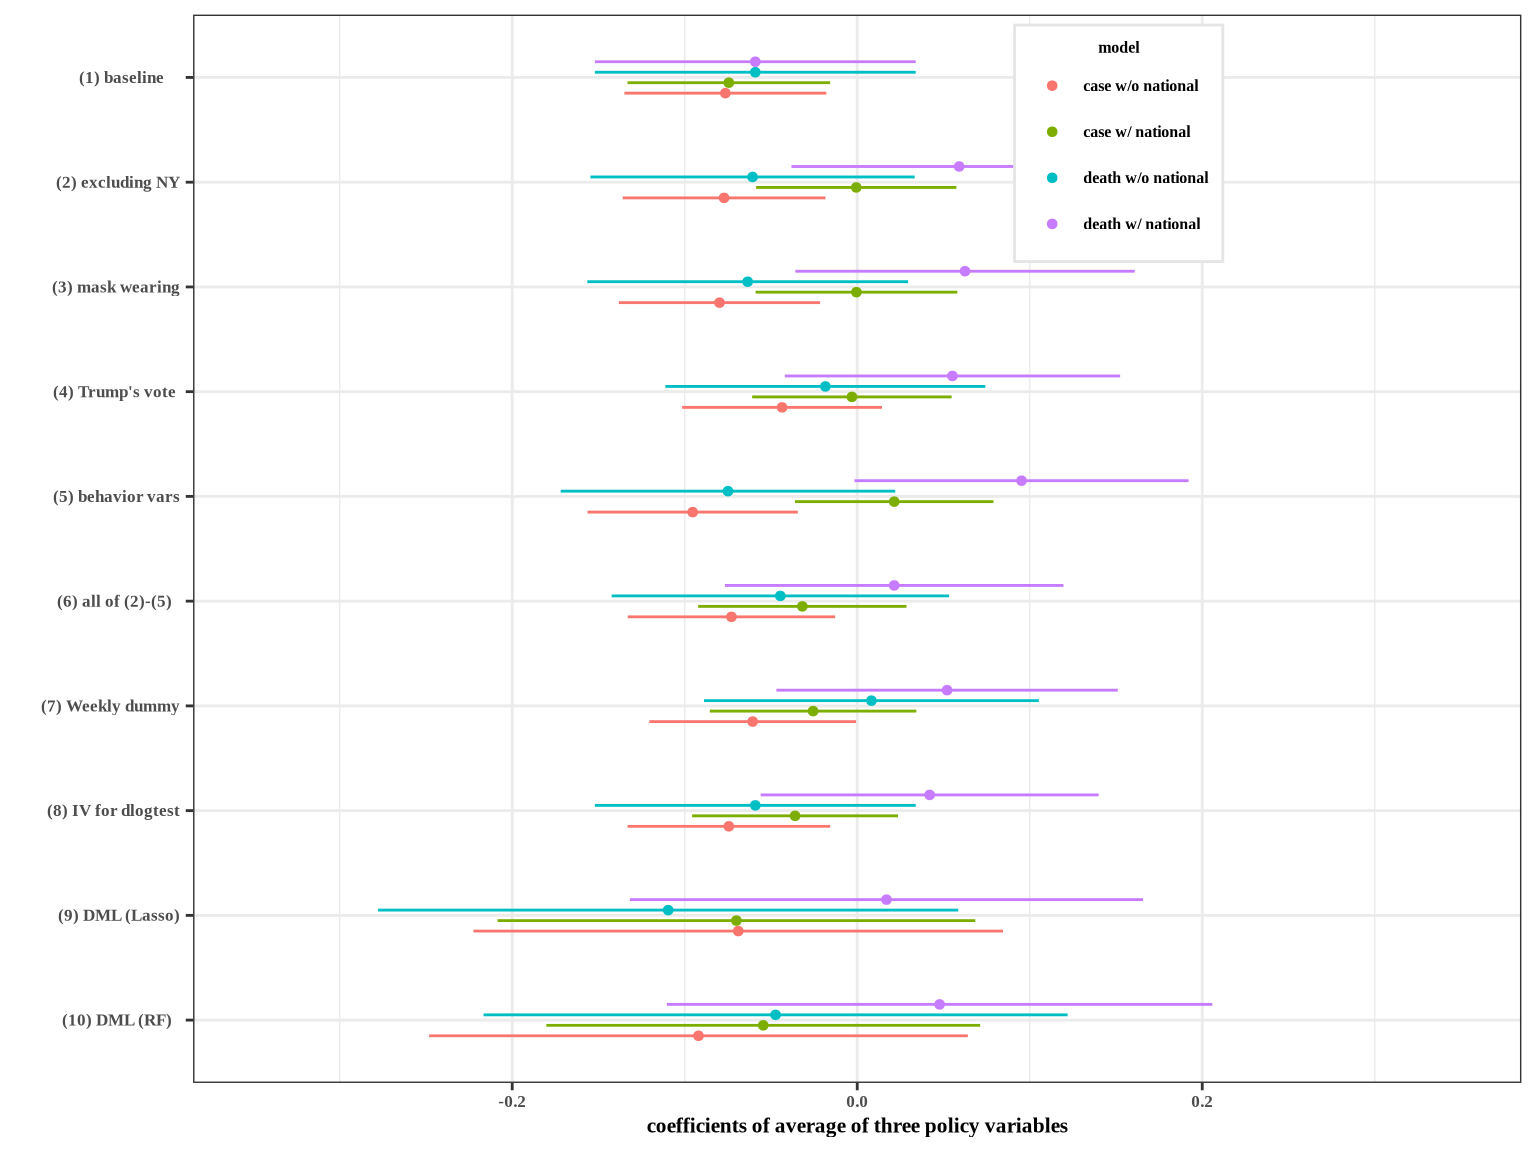 model
case w/o national
case w/ national
death w/o national
death w/ national
(1) baseline
(2) excluding NY
(3) mask wearing
(4) Trump's vote
(5) behavior vars
(6) all of (2)-(5)
(7) Weekly dummy
(8) IV for dlogtest
(9) DML (Lasso)
(10) DML (RF)
-0.2 0.0 0.2
coefficients of average of three policy variables